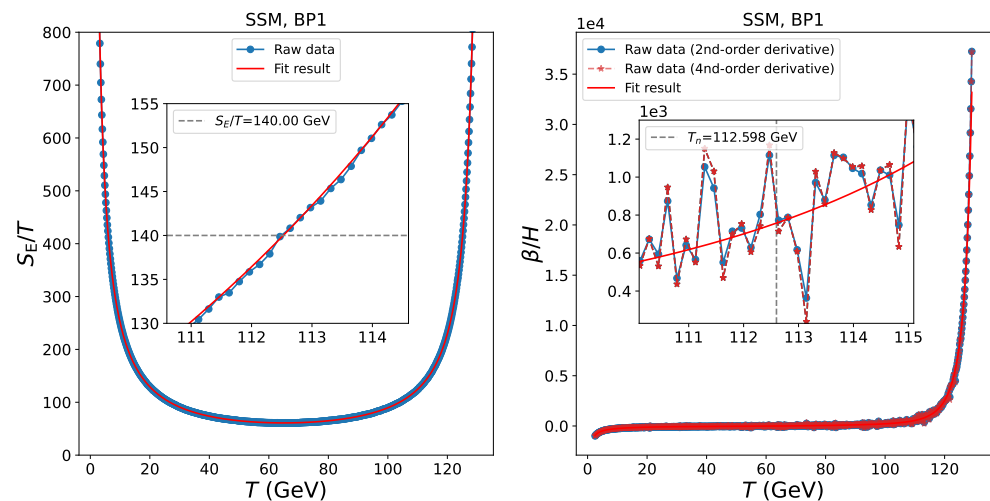 SSM, BP1
800
700
600
500
400
300
200
100
0
S_E/T
Raw data
Fit result
155
150
145
140
135
130
S_E/T=140.00 GeV
111 112 113 114
0 20 40 60 80 100 120
T (GeV)
SSM, BP1
1e4
3.5
3.0
2.5
2.0
1.5
1.0
0.5
0.0
β/H
Raw data (2nd-order derivative)
Raw data (4nd-order derivative)
Fit result
1e3
1.2
1.0
0.8
0.6
0.4
T_n=112.598 GeV
111 112 113 114 115
0 20 40 60 80 100 120
T (GeV)